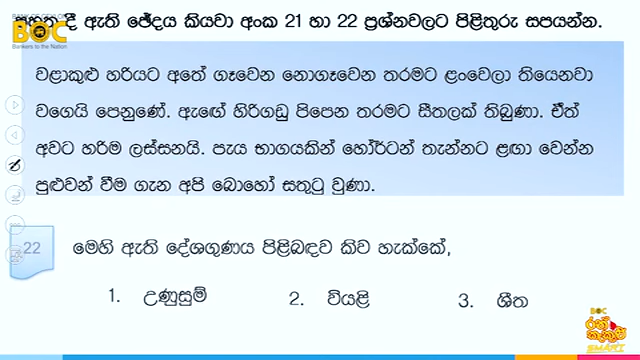 පහත දී ඇති ඡේදය කියවා අංක 21 හා 22 ප්‍රශ්නවලට පිළිතුරු සපයන්න.
BOC
Bankers to the Nation
වළාකුළු හරියට අතේ ගෑවෙන නොගෑවෙන තරමට ළංවෙලා තියෙනවා
වගෙයි පෙනුණේ. ඇඟේ හිරිගඩු පිපෙන තරමට සීතලක් තිබුණා. ඒත්
අවට හරිම ලස්සනයි. පැය භාගයකින් හෝර්ටන් තැන්නට ළඟා වෙන්න
පුළුවන් වීම ගැන අපි බොහෝ සතුටු වුණා.
22 මෙහි ඇති දේශගුණය පිළිබඳව කිව හැක්කේ,
1. උණුසුම් 2. වියළි 3. ශීත
BOC
රන් කැකුළු
SMART